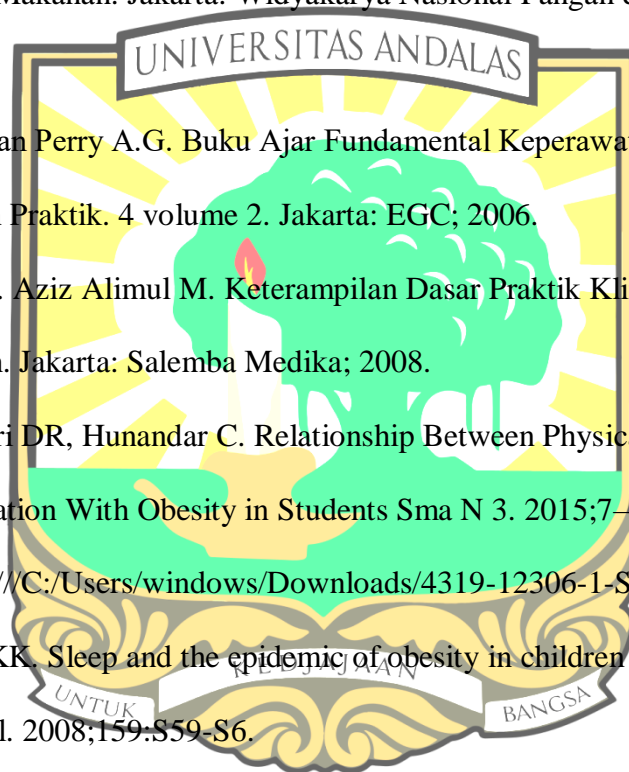 Makanan. Jakarta: Widyakarya Nasional Pangan
UNIVERSITAS ANDALAS
an Perry A.G. Buku Ajar Fundamental Keperawa
Praktik. 4 volume 2. Jakarta: EGC; 2006.
. Aziz Alimul M. Keterampilan Dasar Praktik Kli
. Jakarta: Salemba Medika; 2008.
ri DR, Hunandar C. Relationship Between Physic
ation With Obesity in Students Sma N 3. 2015;7–
//C:/Users/windows/Downloads/4319-12306-1-S
KK. Sleep and the epidemic of obesity in children
KEDJAJAAN
UNTUK
BANGSA
l. 2008;159:S59-S6.